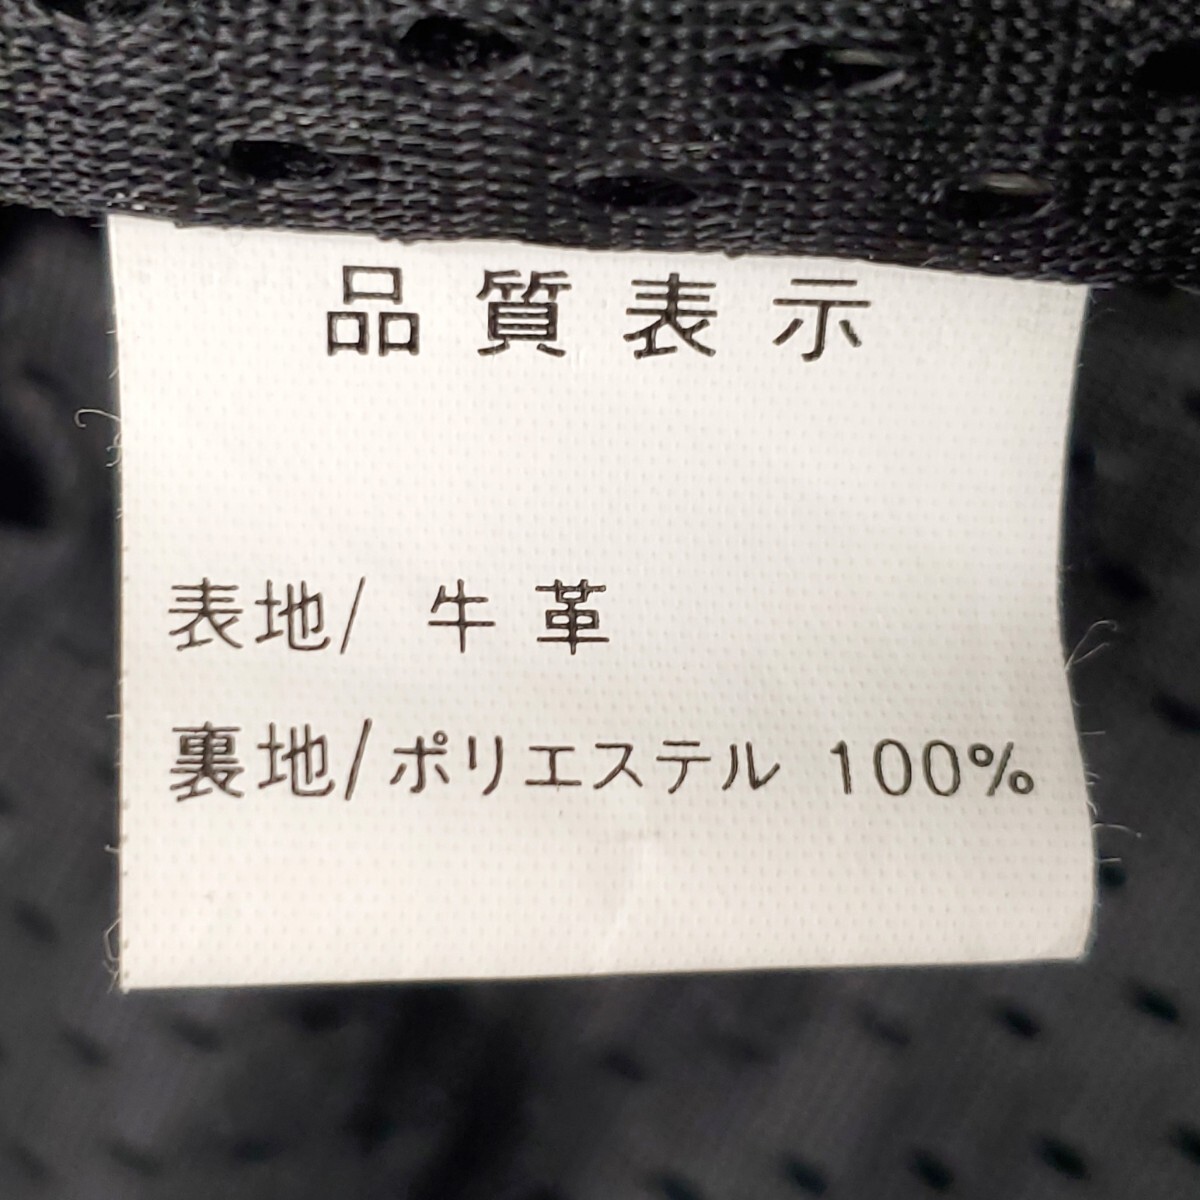 品質表示
表地/ 牛革
裏地/ポリエステル 100%